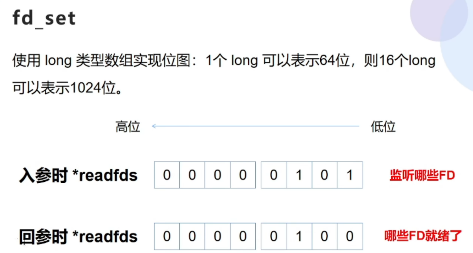 fd_set
使用 long 类型数组实现位图：1个 long 可以表示64位，则16个long
可以表示1024位。
高位 低位
入参时 *readfds 0 0 0 0 0 1 0 1 监听哪些FD
回参时 *readfds 0 0 0 0 0 1 0 0 哪些FD就绪了